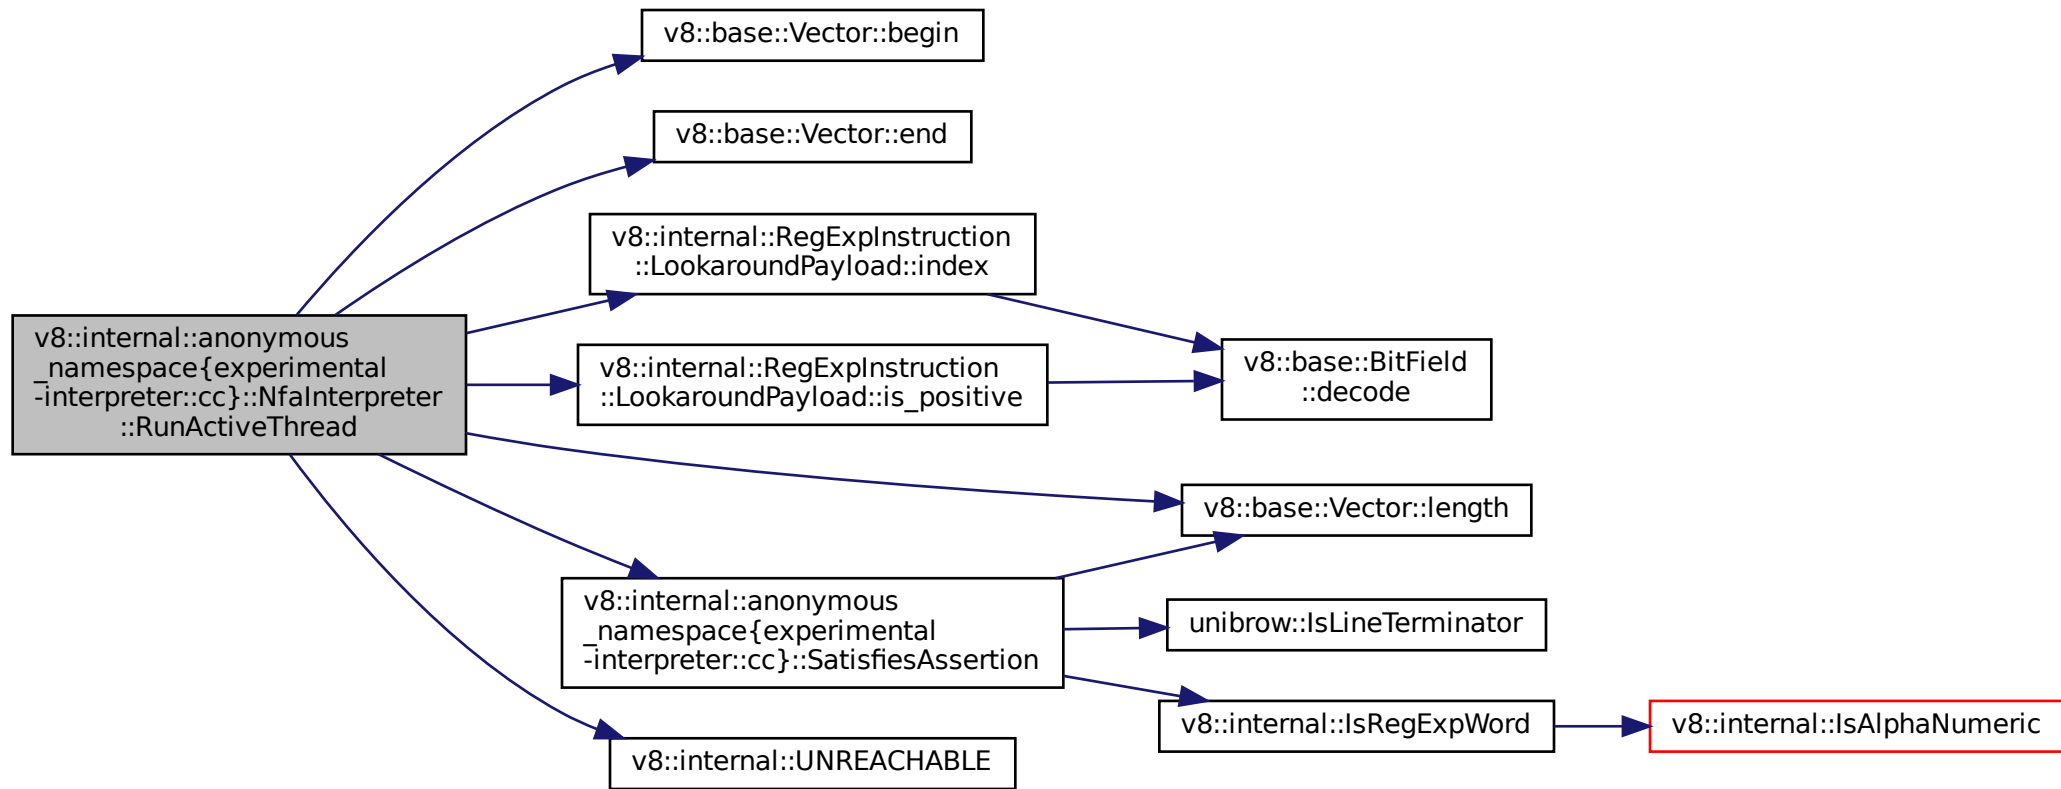 v8::base::Vector::begin
v8::base::Vector::end
v8::internal::RegExpInstruction
::LookaroundPayload::index
v8::internal::anonymous
_namespace{experimental
-interpreter::cc}::NfaInterpreter
::RunActiveThread
v8::internal::RegExpInstruction
::LookaroundPayload::is_positive
v8::base::BitField
::decode
v8::base::Vector::length
v8::internal::anonymous
_namespace{experimental
-interpreter::cc}::SatisfiesAssertion
unibrow::IsLineTerminator
v8::internal::IsRegExpWord
v8::internal::IsAlphaNumeric
v8::internal::UNREACHABLE